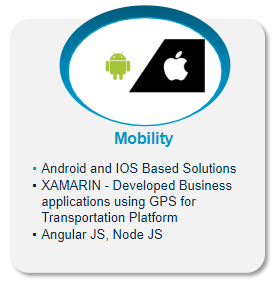 Mobility
▪ Android and IOS Based Solutions
▪ XAMARIN - Developed Business
applications using GPS for
Transportation Platform
▪ Angular JS, Node JS